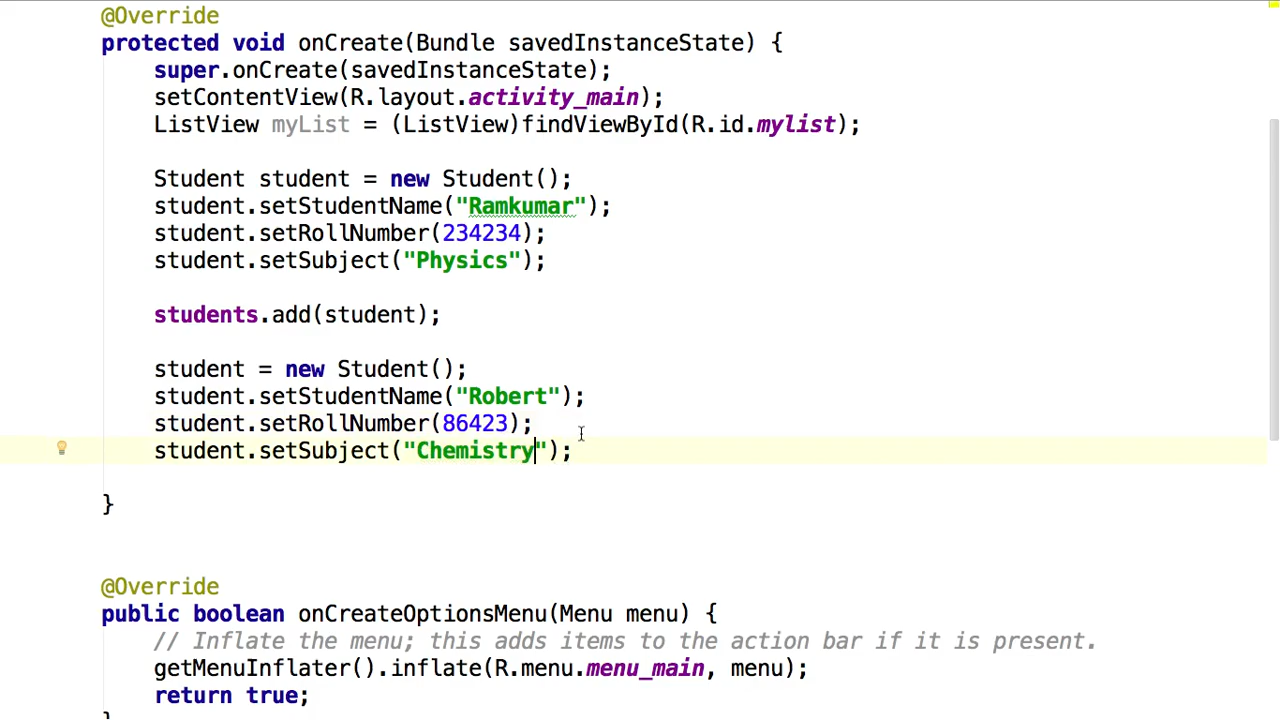 @Override
protected void onCreate(Bundle savedInstanceState) {
super.onCreate(savedInstanceState);
setContentView(R.layout.activity_main);
ListView myList = (ListView)findViewById(R.id.mylist);
Student student = new Student();
student.setStudentName("Ramkumar");
student.setRollNumber(234234);
student.setSubject("Physics");
students.add(student);
student = new Student();
student.setStudentName("Robert");
student.setRollNumber(86423);
student.setSubject("Chemistry");
}
@Override
public boolean onCreateOptionsMenu(Menu menu) {
// Inflate the menu; this adds items to the action bar if it is present.
getMenuInflater().inflate(R.menu.menu_main, menu);
return true;
}